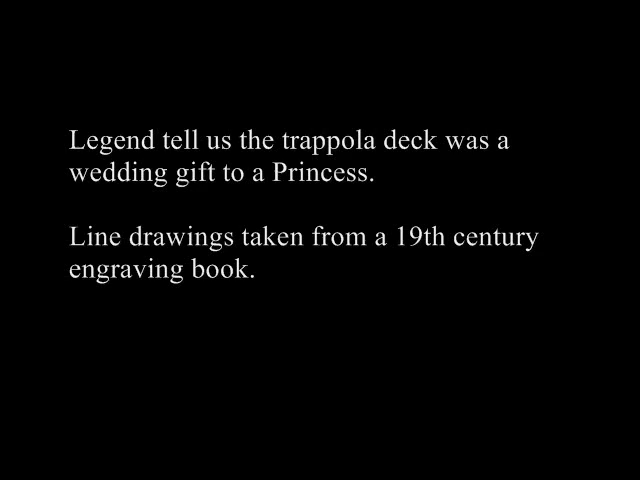 Legend tell us the trappola deck was a
wedding gift to a Princess.
Line drawings taken from a 19th century
engraving book.